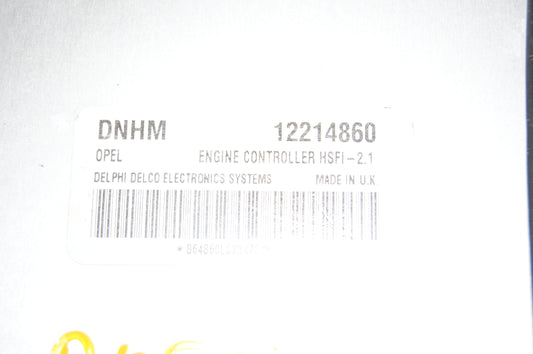 DNHM 12214860
OPEL ENGINE CONTROLLER HSFI-2.1
DELPHI DELCO ELECTRONICS SYSTEMS MADE IN U.K.